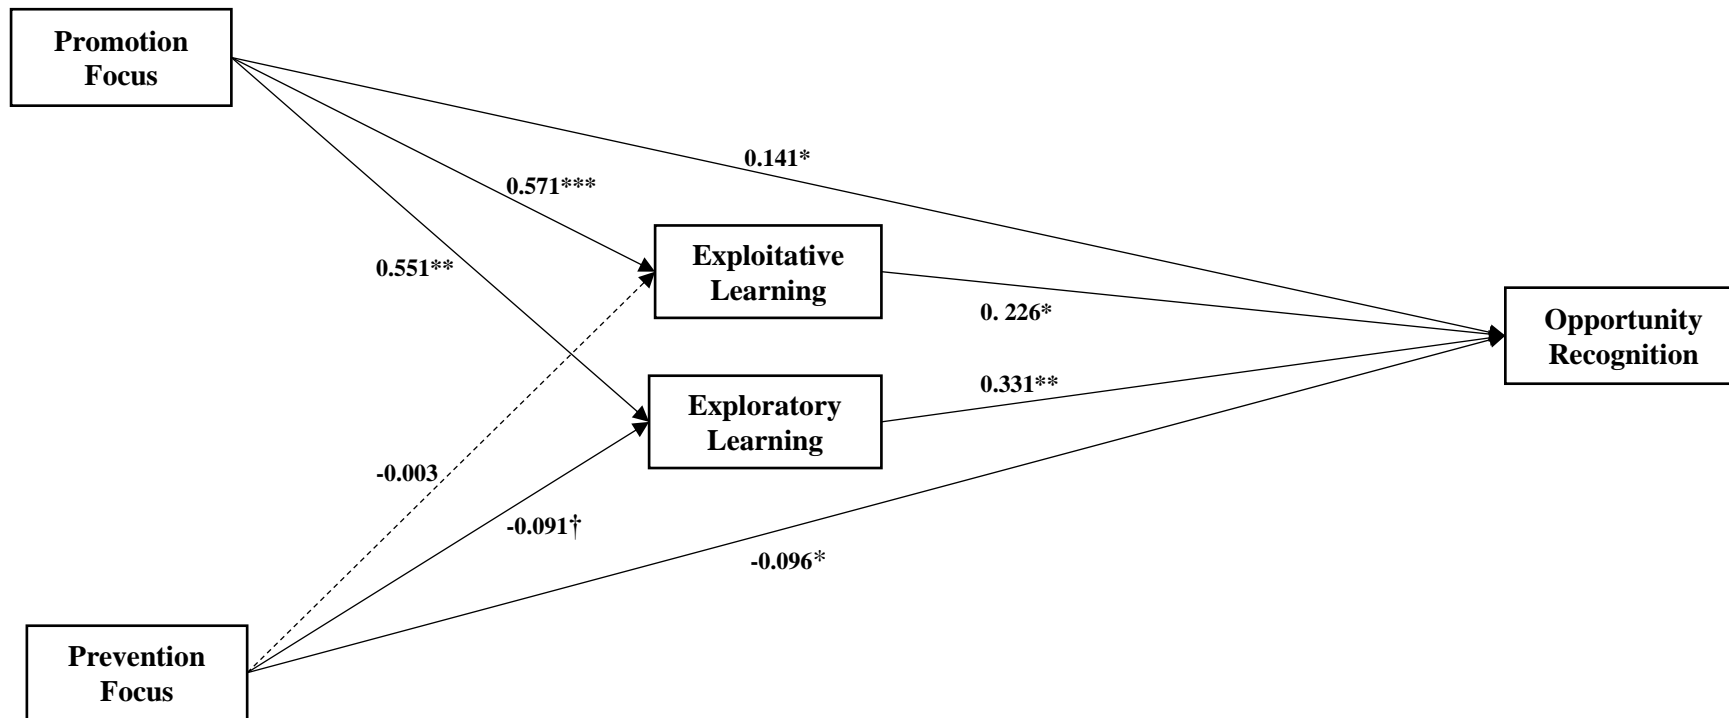 Promotion
Focus
0.141*
0.571***
0.551**
Exploitative
Learning
0. 226*
Opportunity
Recognition
Exploratory
Learning
0.331**
-0.003
-0.091†
-0.096*
Prevention
Focus